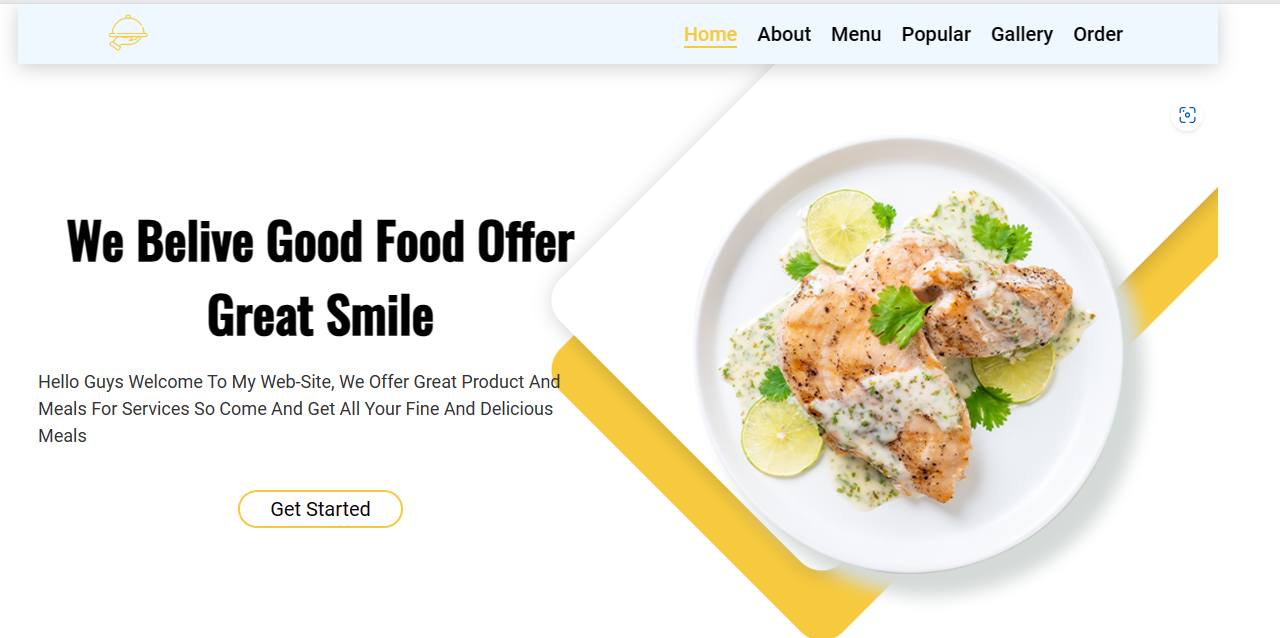 Home About Menu Popular Gallery Order
We Belive Good Food Offer
Great Smile
Hello Guys Welcome To My Web-Site, We Offer Great Product And
Meals For Services So Come And Get All Your Fine And Delicious
Meals
Get Started